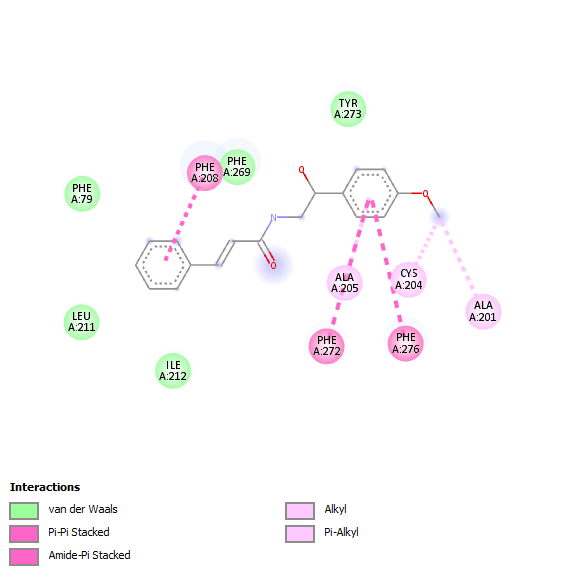 TYR
A:273
PHE
A:208
PHE
A:269
PHE
A:79
O
N
O
O
ALA
A:205
CYS
A:204
ALA
A:201
LEU
A:211
PHE
A:272
PHE
A:276
ILE
A:212
Interactions
van der Waals
Pi-Pi Stacked
Amide-Pi Stacked
Alkyl
Pi-Alkyl